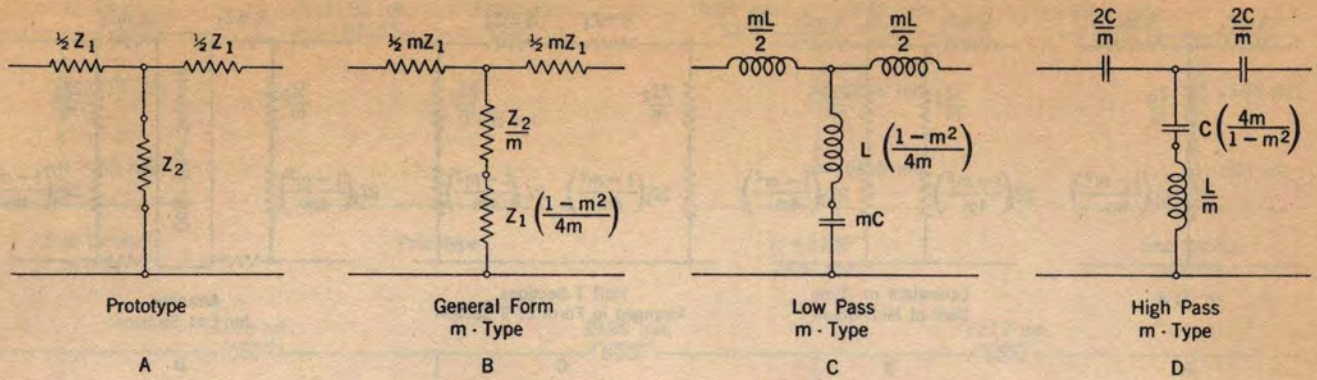 ½ Z₁ ½ Z₁
Z₂
Prototype
A
½ mZ₁ ½ mZ₁
Z₂
m
Z₁ (1 − m²
4m)
General Form
m - Type
B
mL
2
mL
2
L (1 − m²
4m)
mC
Low Pass
m - Type
C
2C
m
2C
m
C (4m
1 − m²)
L
m
High Pass
m - Type
D